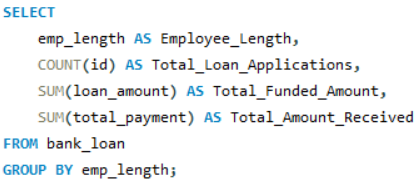 SELECT
emp_length AS Employee_Length,
COUNT(id) AS Total_Loan_Applications,
SUM(loan_amount) AS Total_Funded_Amount,
SUM(total_payment) AS Total_Amount_Received
FROM bank_loan
GROUP BY emp_length;